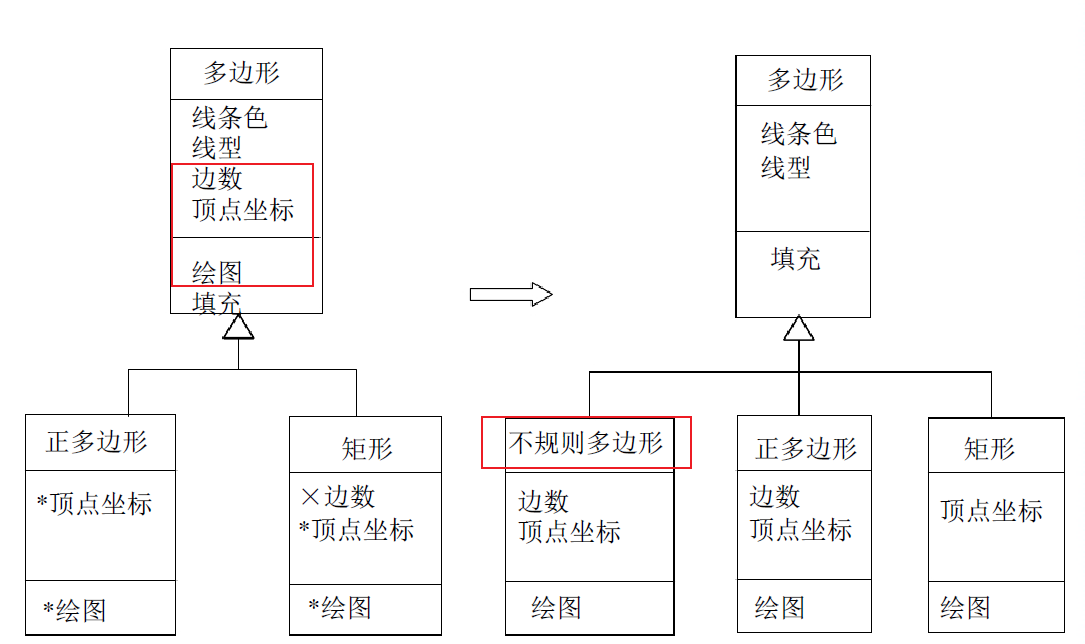 多边形
线条色
线型
边数
顶点坐标
绘图
填充
正多边形
*顶点坐标
*绘图
矩形
×边数
*顶点坐标
*绘图
多边形
线条色
线型
填充
不规则多边形
边数
顶点坐标
绘图
正多边形
边数
顶点坐标
绘图
矩形
顶点坐标
绘图